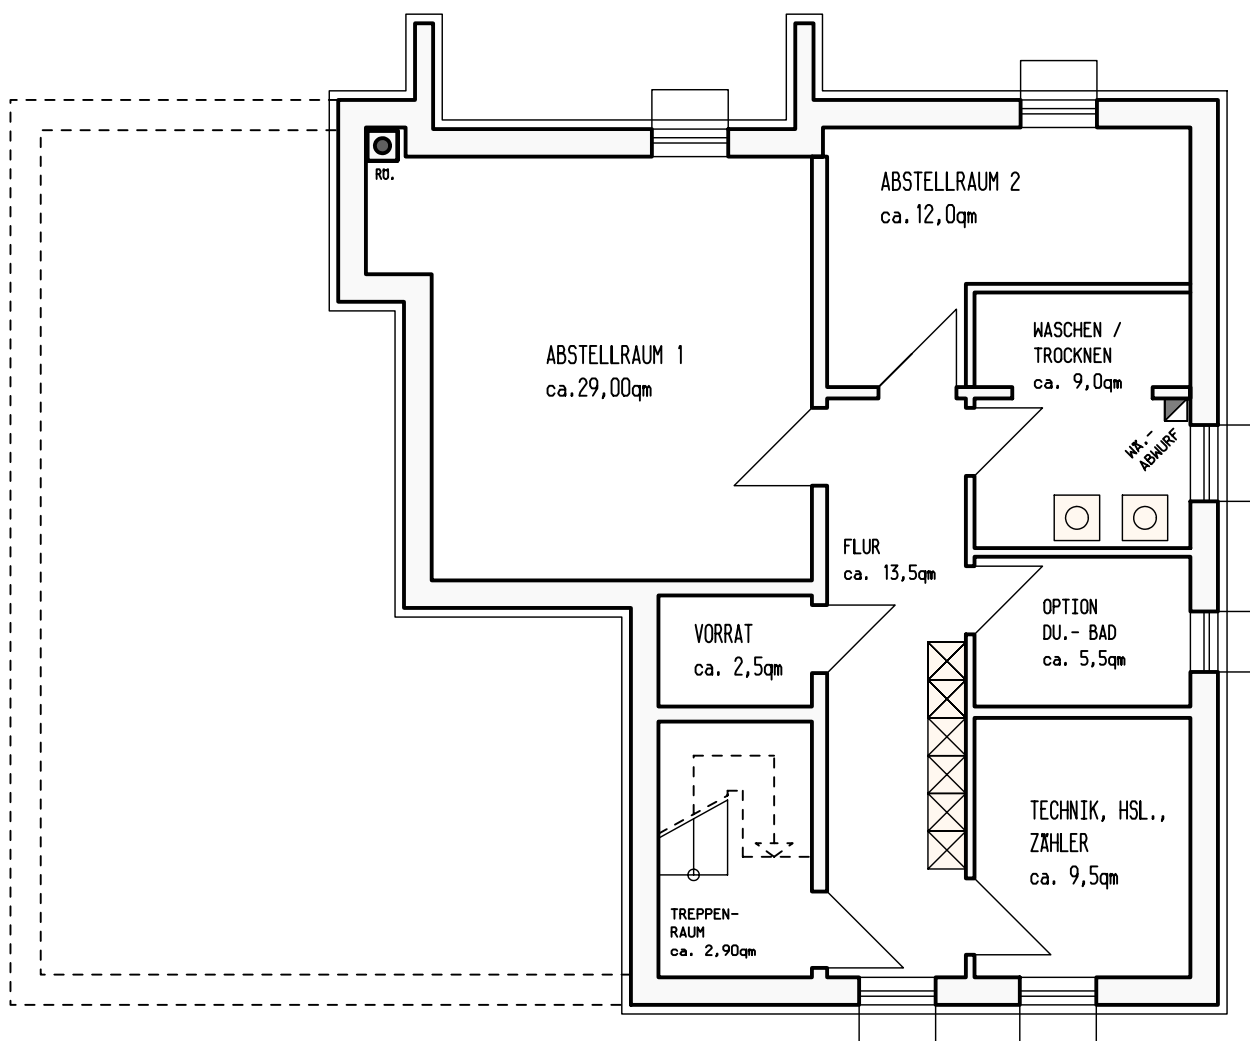 RÜ.
ABSTELLRAUM 2
ca. 12,0qm
WASCHEN /
TROCKNEN
ca. 9,0qm
ABSTELLRAUM 1
ca.29,00qm
WÄ.-
ABWURF
FLUR
ca. 13,5qm
VORRAT
ca. 2,5qm
OPTION
DU.- BAD
ca. 5,5qm
TECHNIK, HSL.,
ZÄHLER
ca. 9,5qm
TREPPEN-
RAUM
ca. 2,90qm